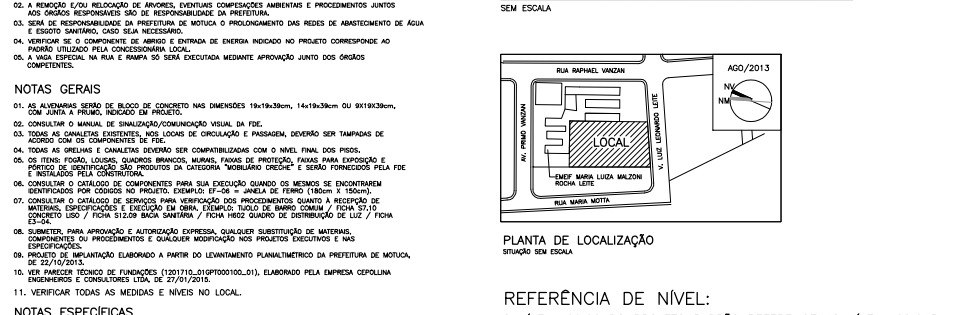 02. A REMOÇÃO E/OU RELOCAÇÃO DE ÁRVORES, EVENTUAIS COMPESAÇÕES AMBIENTAIS E PROCEDIMENTOS JUNTOS
AOS ÓRGÃOS RESPONSÁVEIS SÃO DE RESPONSABILIDADE DA PREFEITURA.
03. SERÁ DE RESPONSABILIDADE DA PREFEITURA DE MOTUCA O PROLONGAMENTO DAS REDES DE ABASTECIMENTO DE ÁGUA
E ESGOTO SANITÁRIO, CASO SEJA NECESSÁRIO.
04. VERIFICAR SE O COMPONENTE DE ABRIGO E ENTRADA DE ENERGIA INDICADO NO PROJETO CORRESPONDE AO
PADRÃO UTILIZADO PELA CONCESSIONÁRIA LOCAL.
05. A VAGA ESPECIAL NA RUA E RAMPA SÓ SERÁ EXECUTADA MEDIANTE APROVAÇÃO JUNTO DOS ÓRGÃOS
COMPETENTES.
NOTAS GERAIS
01. AS ALVENARIAS SERÃO DE BLOCO DE CONCRETO NAS DIMENSÕES 19x19x39cm, 14x19x39cm OU 9X19X39cm,
COM JUNTA A PRUMO, INDICADO EM PROJETO.
02. CONSULTAR O MANUAL DE SINALIZAÇÃO/COMUNICAÇÃO VISUAL DA FDE.
03. TODAS AS CANALETAS EXISTENTES, NOS LOCAIS DE CIRCULAÇÃO E PASSAGEM, DEVERÃO SER TAMPADAS DE
ACORDO COM OS COMPONENTES DE FDE.
04. TODAS AS GRELHAS E CANALETAS DEVERÃO SER COMPATIBILIZADAS COM O NIVEL FINAL DOS PISOS.
05. OS ITENS: FOGÃO, LOUSAS, QUADROS BRANCOS, MURAIS, FAIXAS DE PROTEÇÃO, FAIXAS PARA EXPOSIÇÃO E
PÓRTICO DE IDENTIFICAÇÃO SÃO PRODUTOS DA CATEGORIA "MOBILIÁRIO CRECHE" E SERÃO FORNECIDOS PELA FDE
E INSTALADOS PELA CONSTRUTORA.
06. CONSULTAR O CATÁLOGO DE COMPONENTES PARA SUA EXECUÇÃO QUANDO OS MESMOS SE ENCONTRAREM
IDENTIFICADOS POR CÓDIGOS NO PROJETO. EXEMPLO: EF-06 = JANELA DE FERRO (180cm X 150cm).
07. CONSULTAR O CATÁLOGO DE SERVIÇOS PARA VERIFICAÇÃO DOS PROCEDIMENTOS QUANTO À RECEPÇÃO DE
MATERIAIS, ESPECIFICAÇÕES E EXECUÇÃO EM OBRA, EXEMPLO: TIJOLO DE BARRO COMUM / FICHA S7.10
CONCRETO LISO / FICHA S12.09 BACIA SANITÁRIA / FICHA H602 QUADRO DE DISTRIBUIÇÃO DE LUZ / FICHA
E3-04.
08. SUBMETER, PARA APROVAÇÃO E AUTORIZAÇÃO EXPRESSA, QUALQUER SUBSTITUIÇÃO DE MATERIAIS,
COMPONENTES OU PROCEDIMENTOS E QUALQUER MODIFICAÇÃO NOS PROJETOS EXECUTIVOS E NAS
ESPECIFICAÇÕES.
09. PROJETO DE IMPLANTAÇÃO ELABORADO A PARTIR DO LEVANTAMENTO PLANIALTIMÉTRICO DA PREFEITURA DE MOTUCA,
DE 22/10/2013.
10. VER PARECER TÉCNICO DE FUNDAÇÕES (1201710_01GPT000100_01), ELABORADO PELA EMPRESA CEPOLLINA
ENGENHEIROS E CONSULTORES LTDA, DE 27/01/2015.
11. VERIFICAR TODAS AS MEDIDAS E NÍVEIS NO LOCAL.
NOTAS ESPECÍFICAS
SEM ESCALA
RUA RAPHAEL VANZAN
AGO/2013
NV
NM
AV. PRIMO VANZAN
V. LUIZ LEONARDO LEITE
LOCAL
EMEIF MARIA LUIZA MALZONI
ROCHA LEITE
RUA MARIA MOTTA
PLANTA DE LOCALIZAÇÃO
SITUAÇÃO SEM ESCALA
REFERÊNCIA DE NÍVEL: